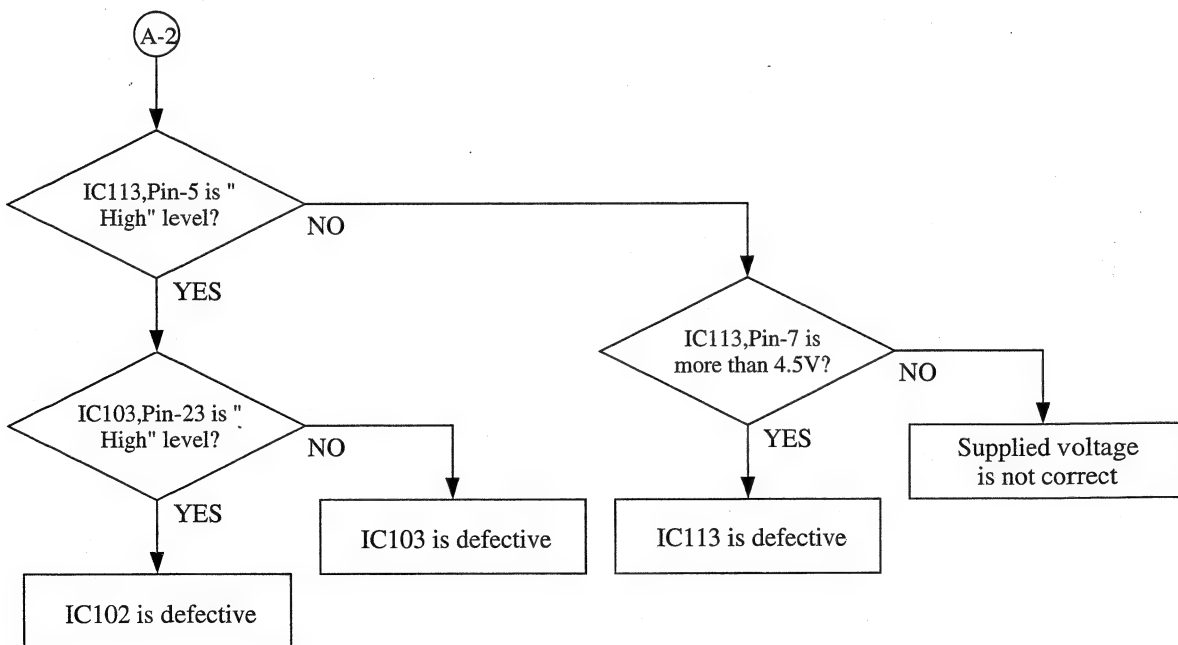 A-2
IC113,Pin-5 is "
High" level?
NO
YES
IC113,Pin-7 is
more than 4.5V?
NO
YES
Supplied voltage
is not correct
IC103,Pin-23 is "
High" level?
NO
YES
IC103 is defective
IC113 is defective
IC102 is defective